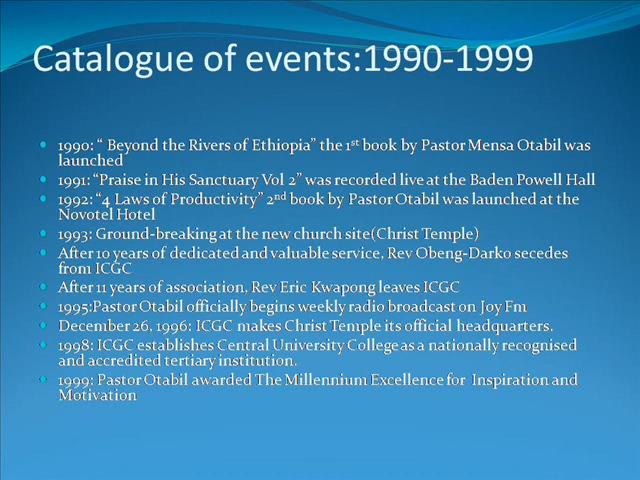 Catalogue of events:1990-1999
1990: “ Beyond the Rivers of Ethiopia” the 1st book by Pastor Mensa Otabil was
launched
1991: “Praise in His Sanctuary Vol 2” was recorded live at the Baden Powell Hall
1992: “4 Laws of Productivity” 2nd book by Pastor Otabil was launched at the
Novotel Hotel
1993: Ground-breaking at the new church site(Christ Temple)
After 10 years of dedicated and valuable service, Rev Obeng-Darko secedes
from ICGC
After 11 years of association, Rev Eric Kwapong leaves ICGC
1995:Pastor Otabil officially begins weekly radio broadcast on Joy Fm
December 26, 1996: ICGC makes Christ Temple its official headquarters.
1998: ICGC establishes Central University College as a nationally recognised
and accredited tertiary institution.
1999: Pastor Otabil awarded The Millennium Excellence for Inspiration and
Motivation